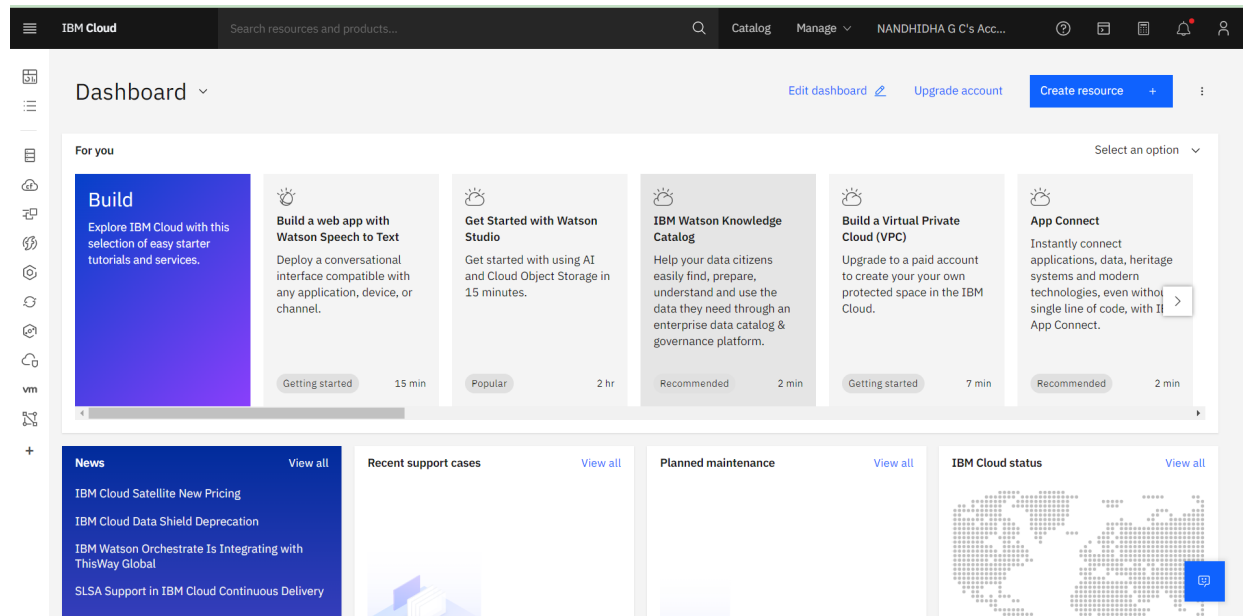 IBM Cloud
Search resources and products...
Catalog
Manage
NANDHIDHA G C's Acc...
Dashboard
Edit dashboard
Upgrade account
Create resource +
For you
Select an option
Build
Explore IBM Cloud with this
selection of easy starter
tutorials and services.
Build a web app with
Watson Speech to Text
Deploy a conversational
interface compatible with
any application, device, or
channel.
Getting started
15 min
Get Started with Watson
Studio
Get started with using AI
and Cloud Object Storage in
15 minutes.
Popular
2 hr
IBM Watson Knowledge
Catalog
Help your data citizens
easily find, prepare,
understand and use the
data they need through an
enterprise data catalog &
governance platform.
Recommended
2 min
Build a Virtual Private
Cloud (VPC)
Upgrade to a paid account
to create your your own
protected space in the IBM
Cloud.
Getting started
7 min
App Connect
Instantly connect
applications, data, heritage
systems and modern
technologies, even
single line of code, with
App Connect.
Recommended
2 min
vm
+
News
View all
IBM Cloud Satellite New Pricing
IBM Cloud Data Shield Deprecation
IBM Watson Orchestrate Is Integrating with
ThisWay Global
SLSA Support in IBM Cloud Continuous Delivery
Recent support cases
View all
Planned maintenance
View all
IBM Cloud status
View all